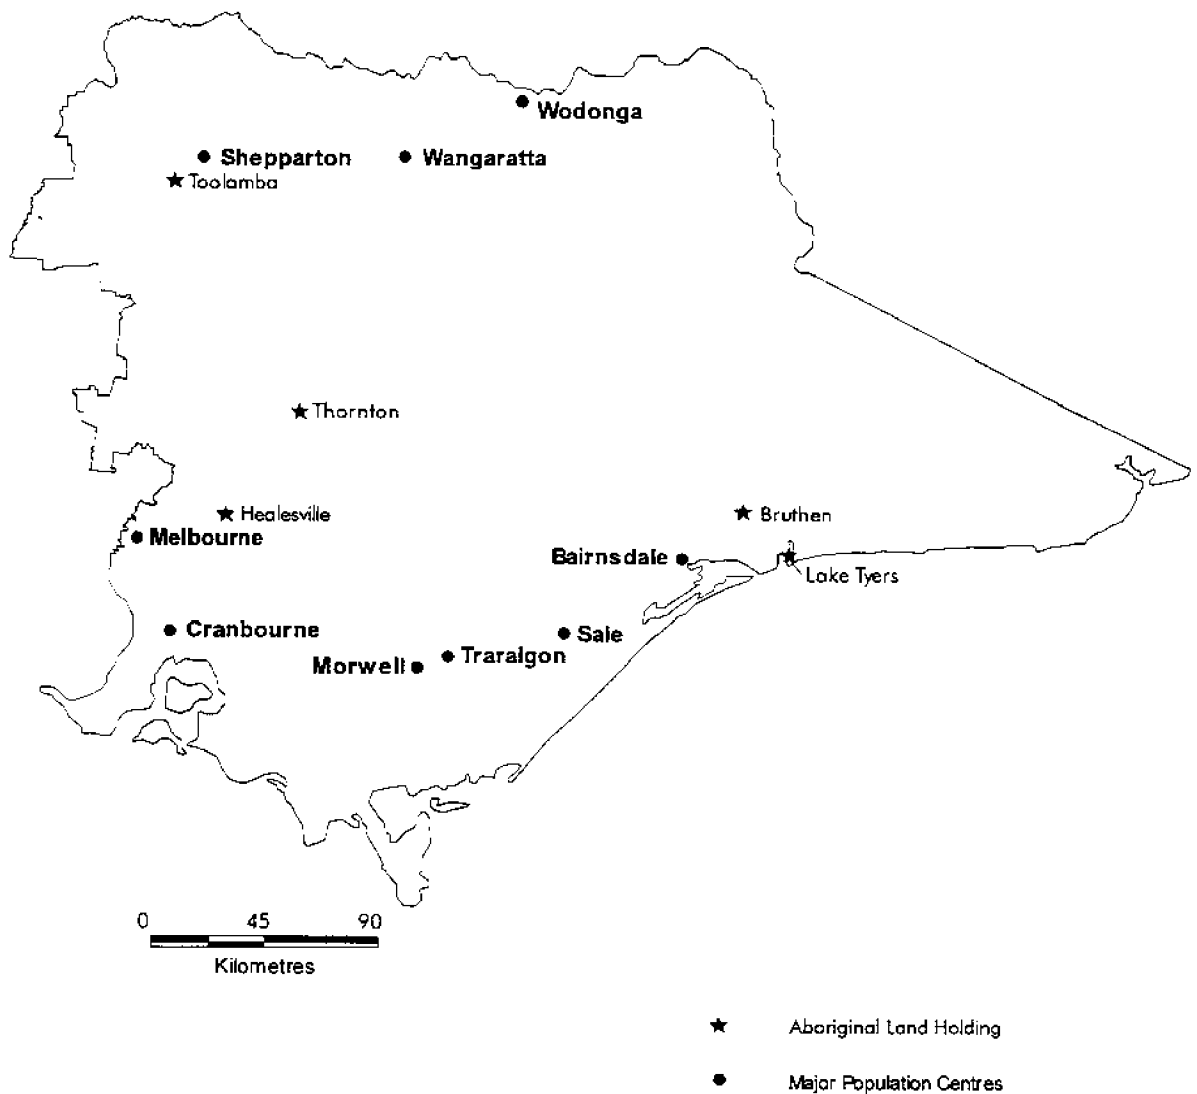 Wodonga
Shepparton
Wangaratta
Toolamba
Thornton
Healesville
Bruthen
Melbourne
Bairnsdale
Lake Tyers
Cranbourne
Sale
Traralgon
Morwell
0 45 90
Kilometres
Aboriginal Land Holding
Major Population Centres